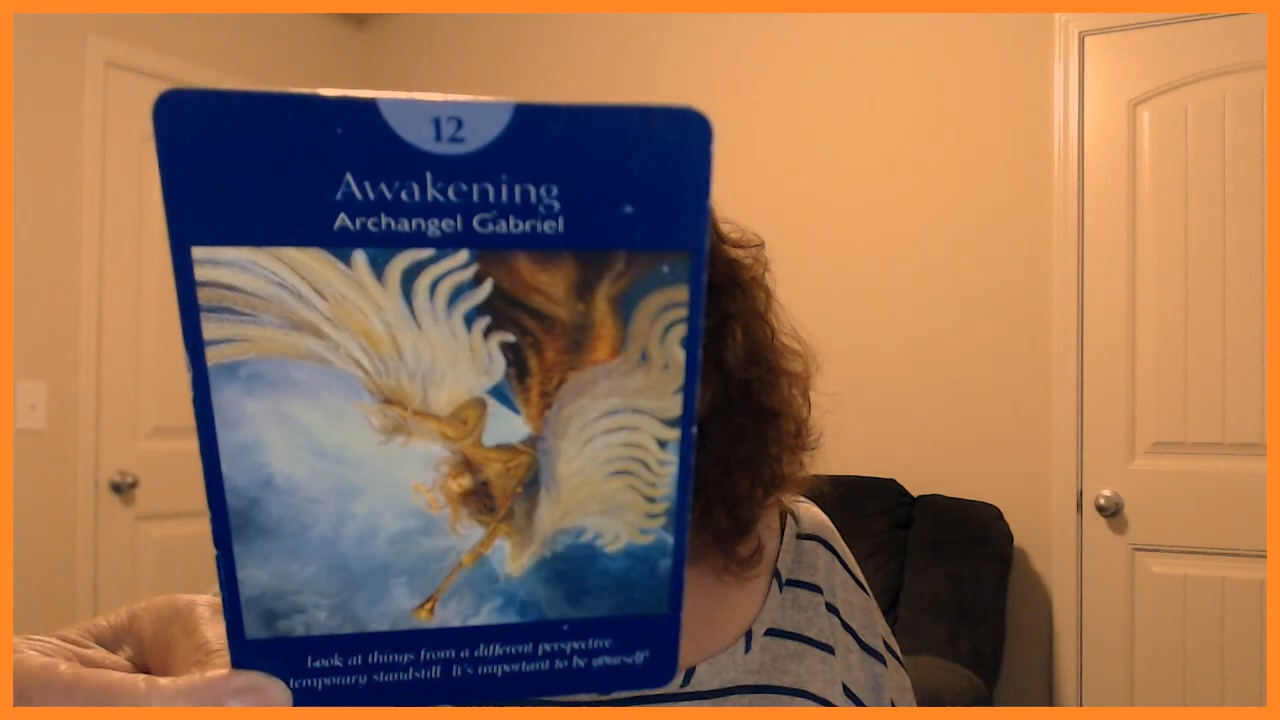 12
Awakening
Archangel Gabriel
Look at things from a different perspective.
temporary standstill. It's important to be yourself!